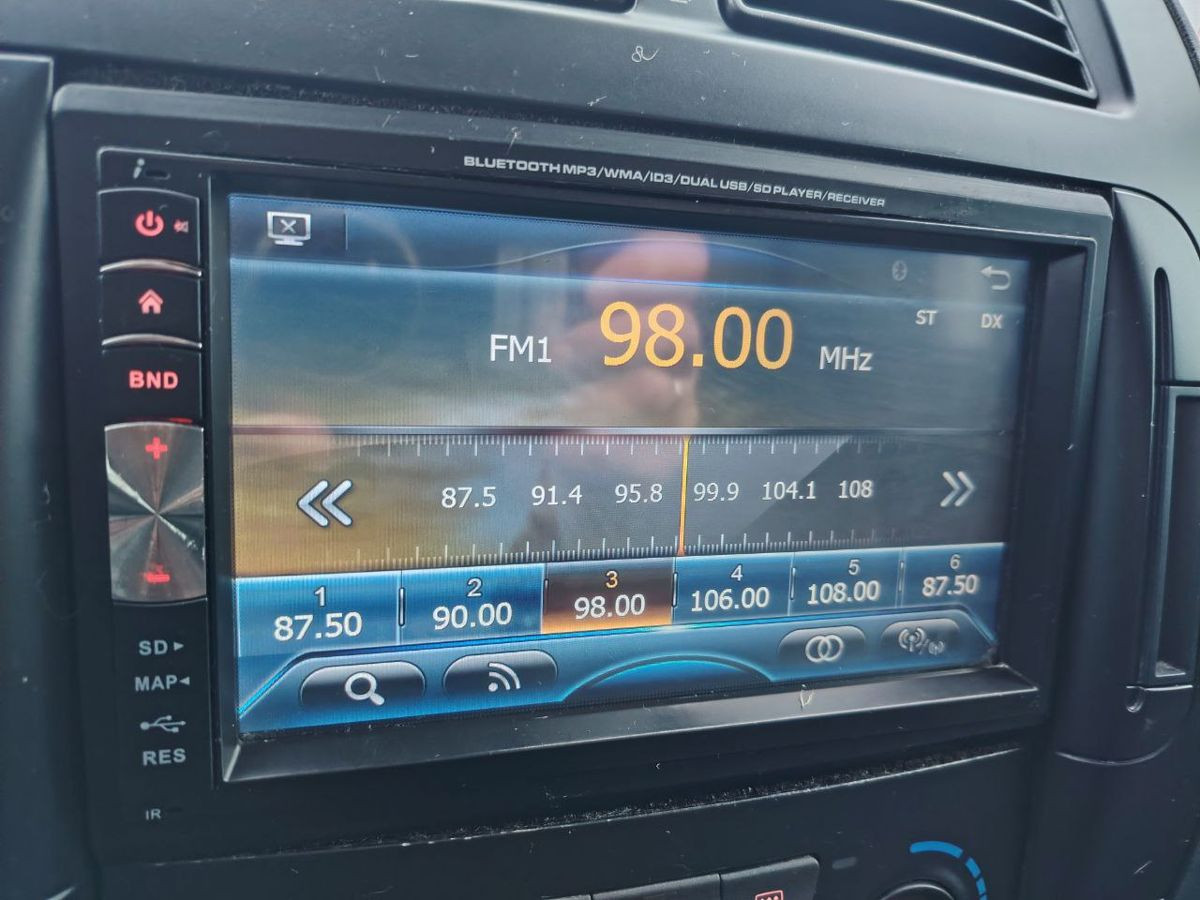 BLUETOOTH MP3/WMA/ID3/DUAL USB/SD PLAYER/RECEIVER
BND
SD
MAP
RES
IR
ST DX
FM1 98.00 MHz
87.5 91.4 95.8 99.9 104.1 108
1 2 3 4 5 6
87.50 90.00 98.00 106.00 108.00 87.50